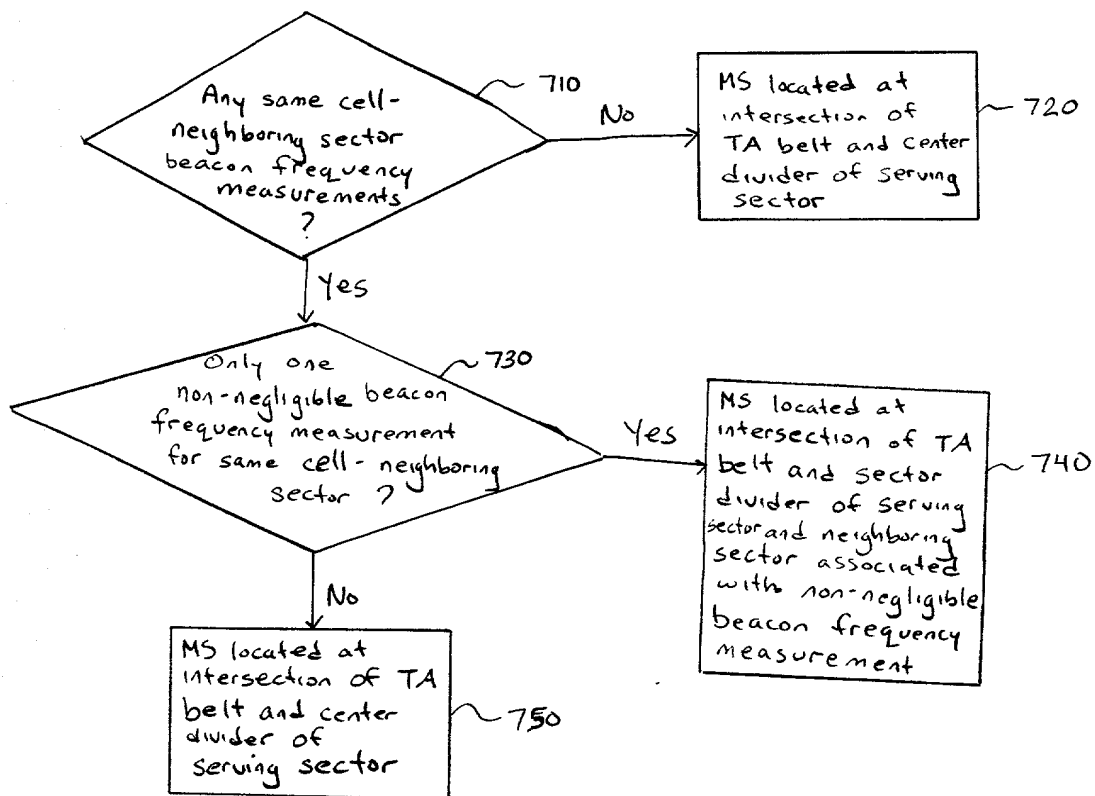 Any same cell-
neighboring sector
beacon frequency
measurements
?
710
No
MS located at
intersection of
TA belt and center
divider of serving
sector
720
Yes
Only one
non-negligible beacon
frequency measurement
for same cell-neighboring
sector ?
730
Yes
MS located at
intersection of TA
belt and sector
divider of serving
sector and neighboring
sector associated
with non-negligible
beacon frequency
measurement
740
No
MS located at
intersection of TA
belt and center
divider of
serving sector
750